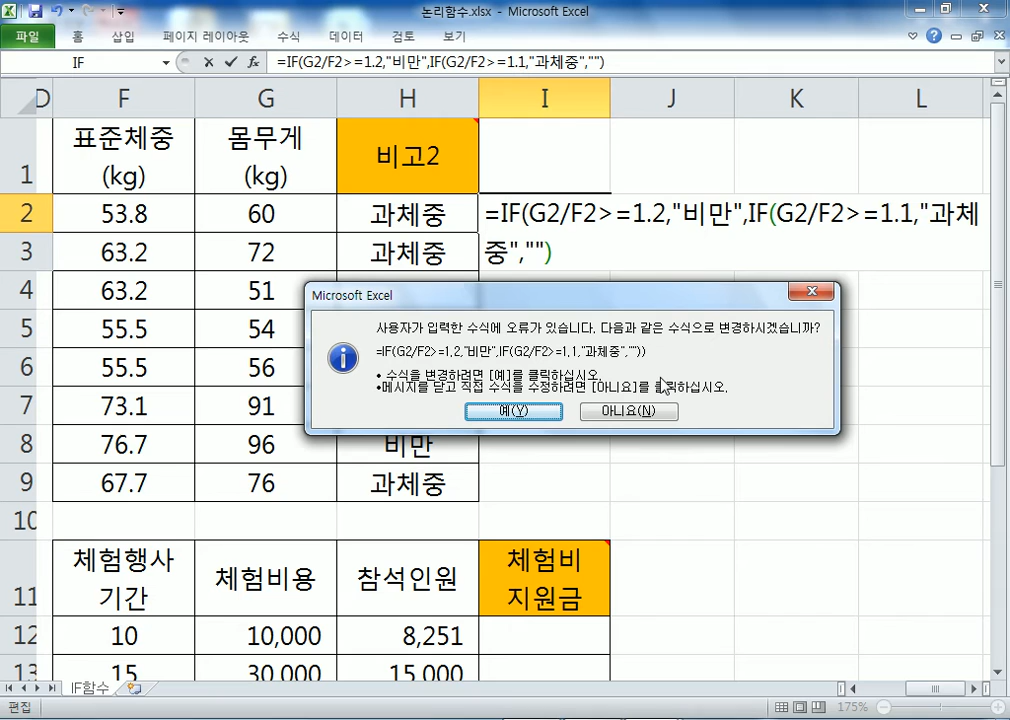 논리함수.xlsx - Microsoft Excel
파일 홈 삽입 페이지 레이아웃 수식 데이터 검토 보기
IF fx =IF(G2/F2>=1.2,"비만",IF(G2/F2>=1.1,"과체중","")
D F G H I J K L
1 표준체중 (kg) 몸무게 (kg) 비고2
2 53.8 60 과체중 =IF(G2/F2>=1.2,"비만",IF(G2/F2>=1.1,"과체
3 63.2 72 과체중 중","")
4 63.2 51
5 55.5 54
6 55.5 56
7 73.1 91
8 76.7 96 비만
9 67.7 76 과체중
10
11 체험행사 기간 체험비용 참석인원 체험비 지원금
12 10 10,000 8,251
13 15 30,000 15,000
Microsoft Excel
사용자가 입력한 수식에 오류가 있습니다. 다음과 같은 수식으로 변경하시겠습니까?
=IF(G2/F2>=1.2,"비만",IF(G2/F2>=1.1,"과체중",""))
• 수식을 변경하려면 [예]를 클릭하십시오.
•메시지를 닫고 직접 수식을 수정하려면 [아니요]를 클릭하십시오.
예(Y) 아니요(N)
IF함수
편집 175%